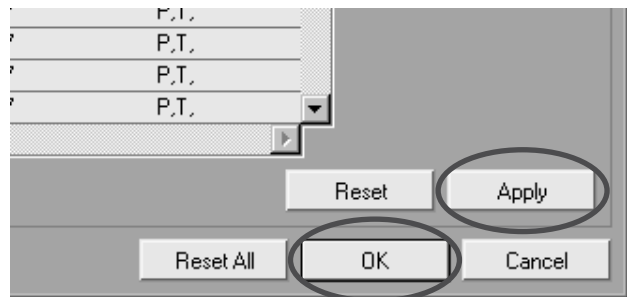 P,T,
' P,T,
' P,T,
' P,T,
Reset Apply
Reset All OK Cancel